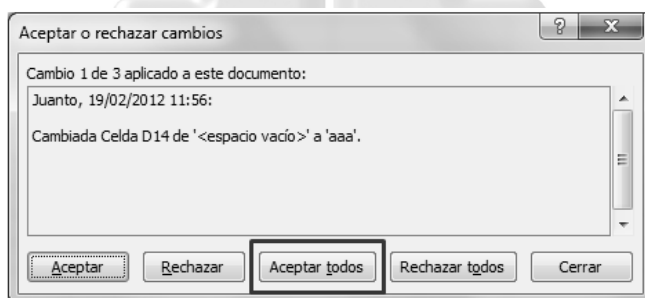 Aceptar o rechazar cambios
Cambio 1 de 3 aplicado a este documento:
Juanto, 19/02/2012 11:56:
Cambiada Celda D14 de '<espacio vacío>' a 'aaa'.
Aceptar Rechazar Aceptar todos Rechazar todos Cerrar